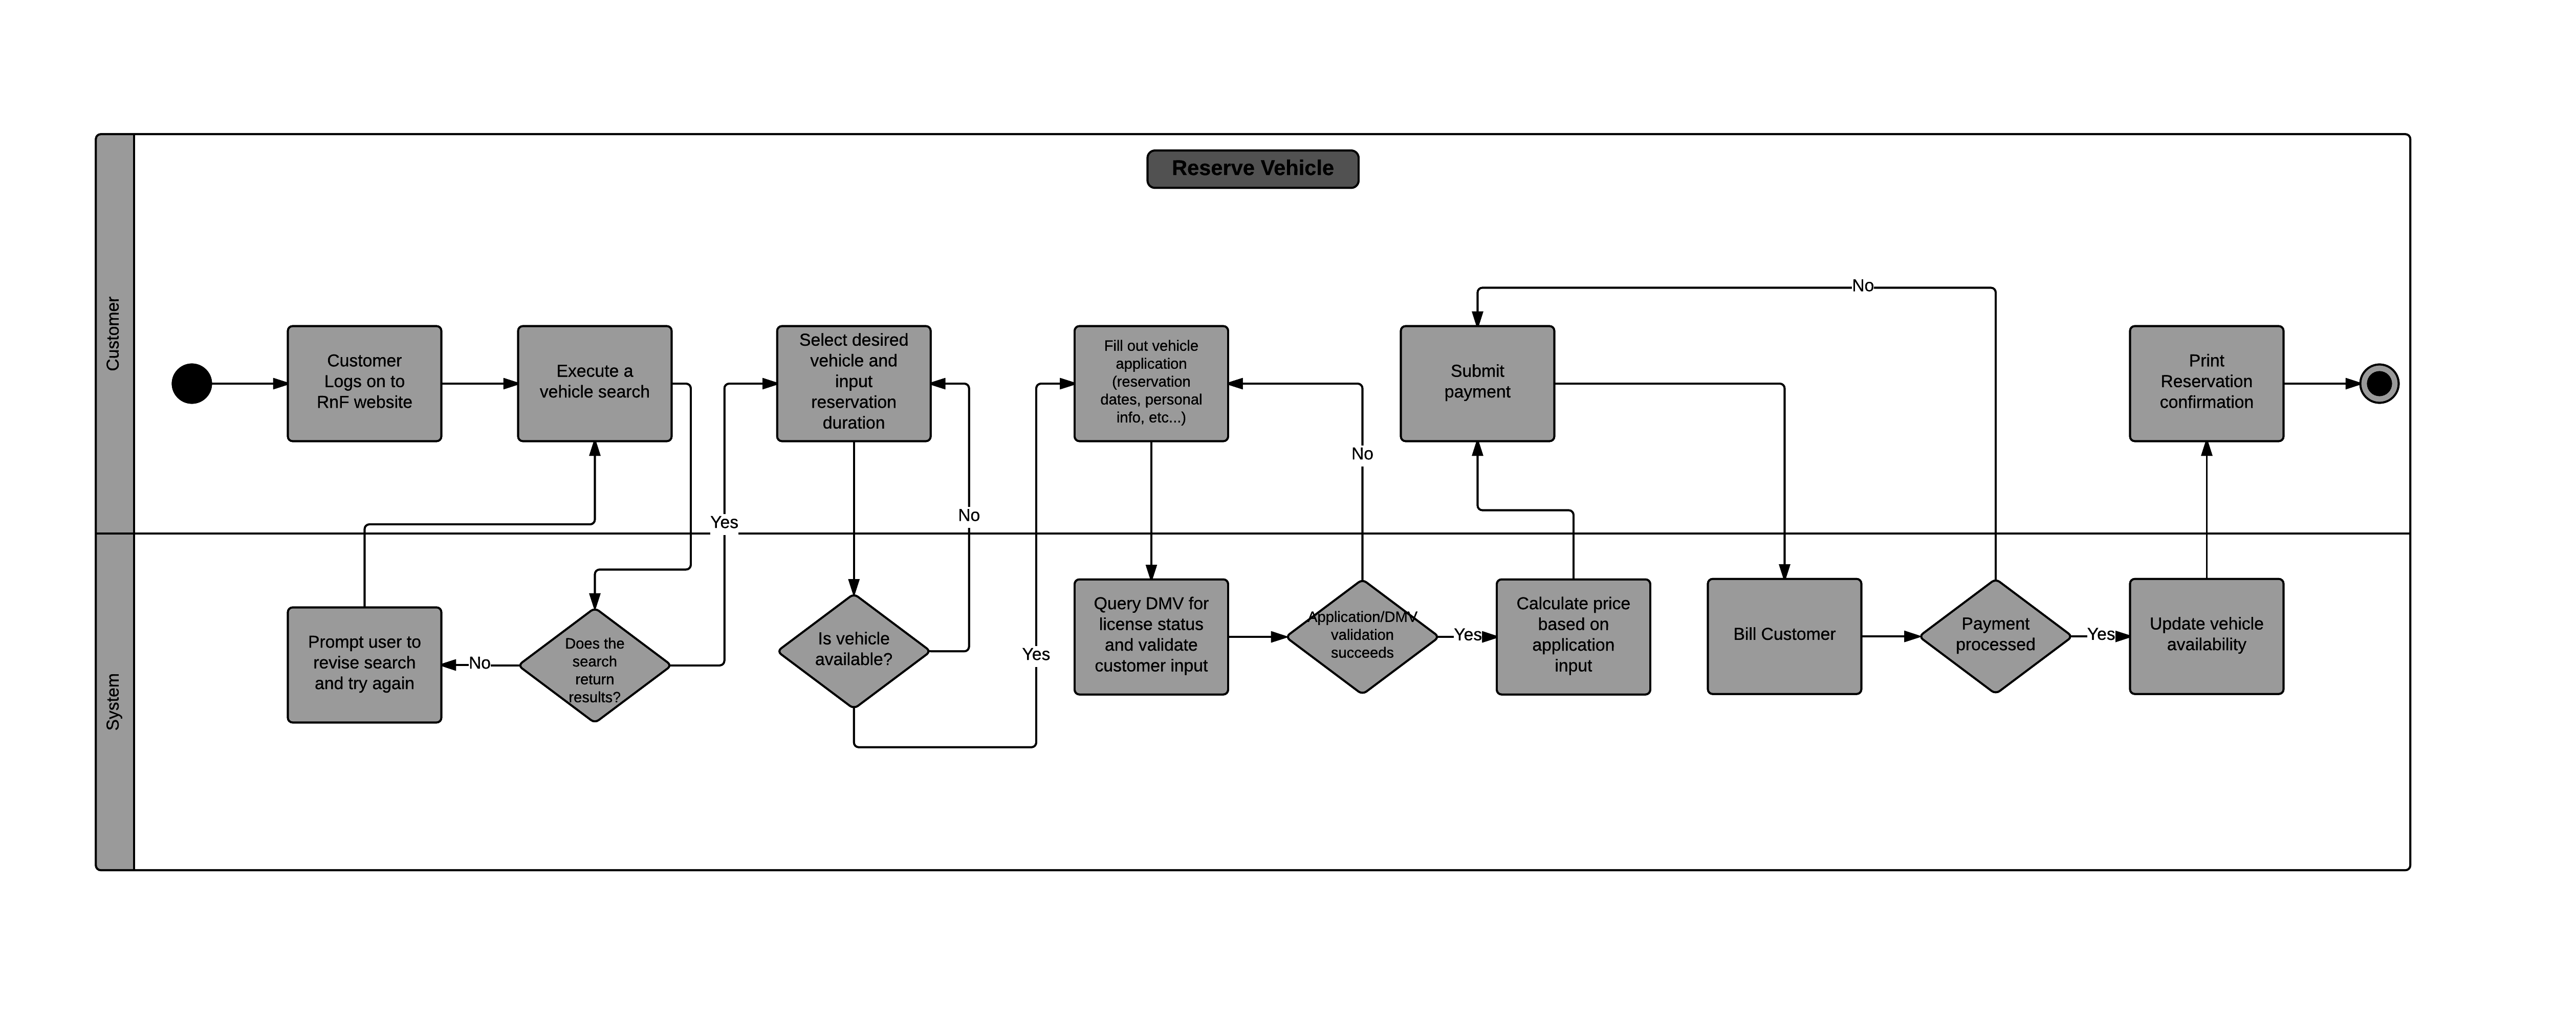 Reserve Vehicle
Customer
No
Customer
Logs on to
RnF website
Execute a
vehicle search
Select desired
vehicle and
input
reservation
duration
Fill out vehicle
application
(reservation
dates, personal
info, etc...)
Submit
payment
Print
Reservation
confirmation
No
No
Yes
System
Prompt user to
revise search
and try again
No
Does the
search
return
results?
Is vehicle
available?
Yes
Query DMV for
license status
and validate
customer input
Application/DMV
validation
succeeds
Yes
Calculate price
based on
application
input
Bill Customer
Payment
processed
Yes
Update vehicle
availability